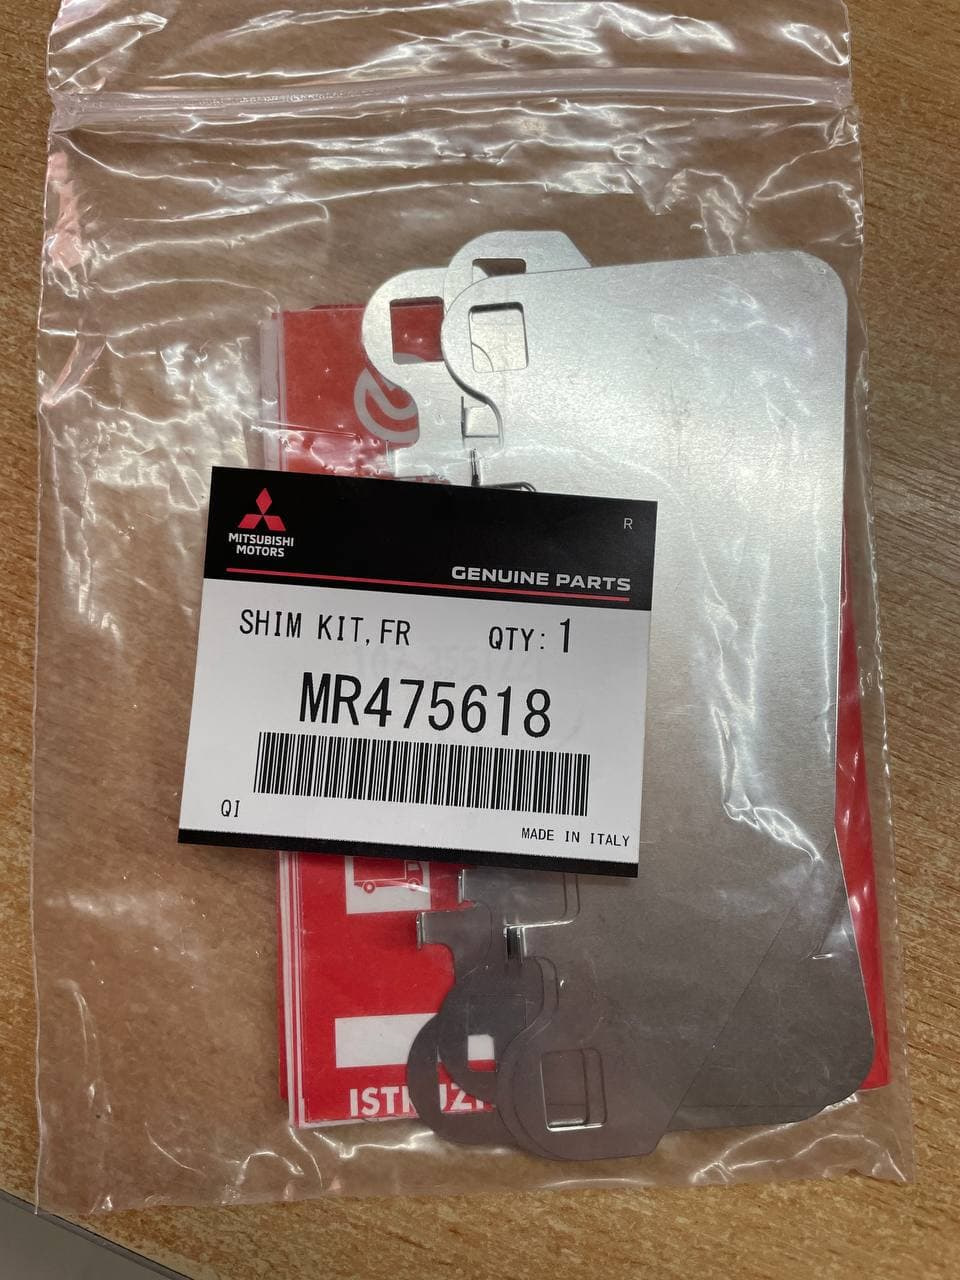 R
MITSUBISHI
MOTORS
GENUINE PARTS
SHIM KIT,FR QTY: 1
MR475618
QI
MADE IN ITALY